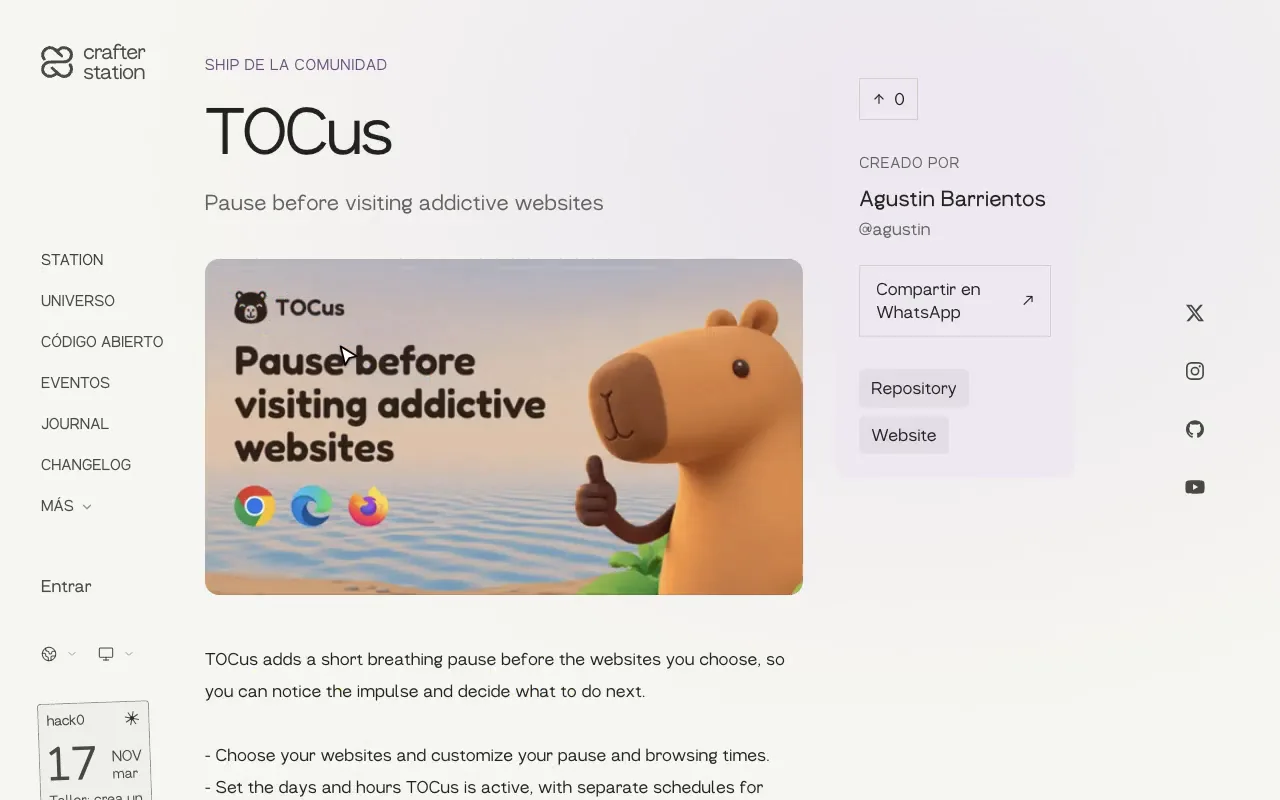 crafter
station
STATION
UNIVERSO
CÓDIGO ABIERTO
EVENTOS
JOURNAL
CHANGELOG
MÁS
Entrar
hack0
17
NOV
mar
Taller: crea un
SHIP DE LA COMUNIDAD
TOCus
Pause before visiting addictive websites
TOCus
Pause before
visiting addictive
websites
TOCus adds a short breathing pause before the websites you choose, so
you can notice the impulse and decide what to do next.
- Choose your websites and customize your pause and browsing times.
- Set the days and hours TOCus is active, with separate schedules for
↑ 0
CREADO POR
Agustin Barrientos
@agustin
Compartir en
WhatsApp
Repository
Website